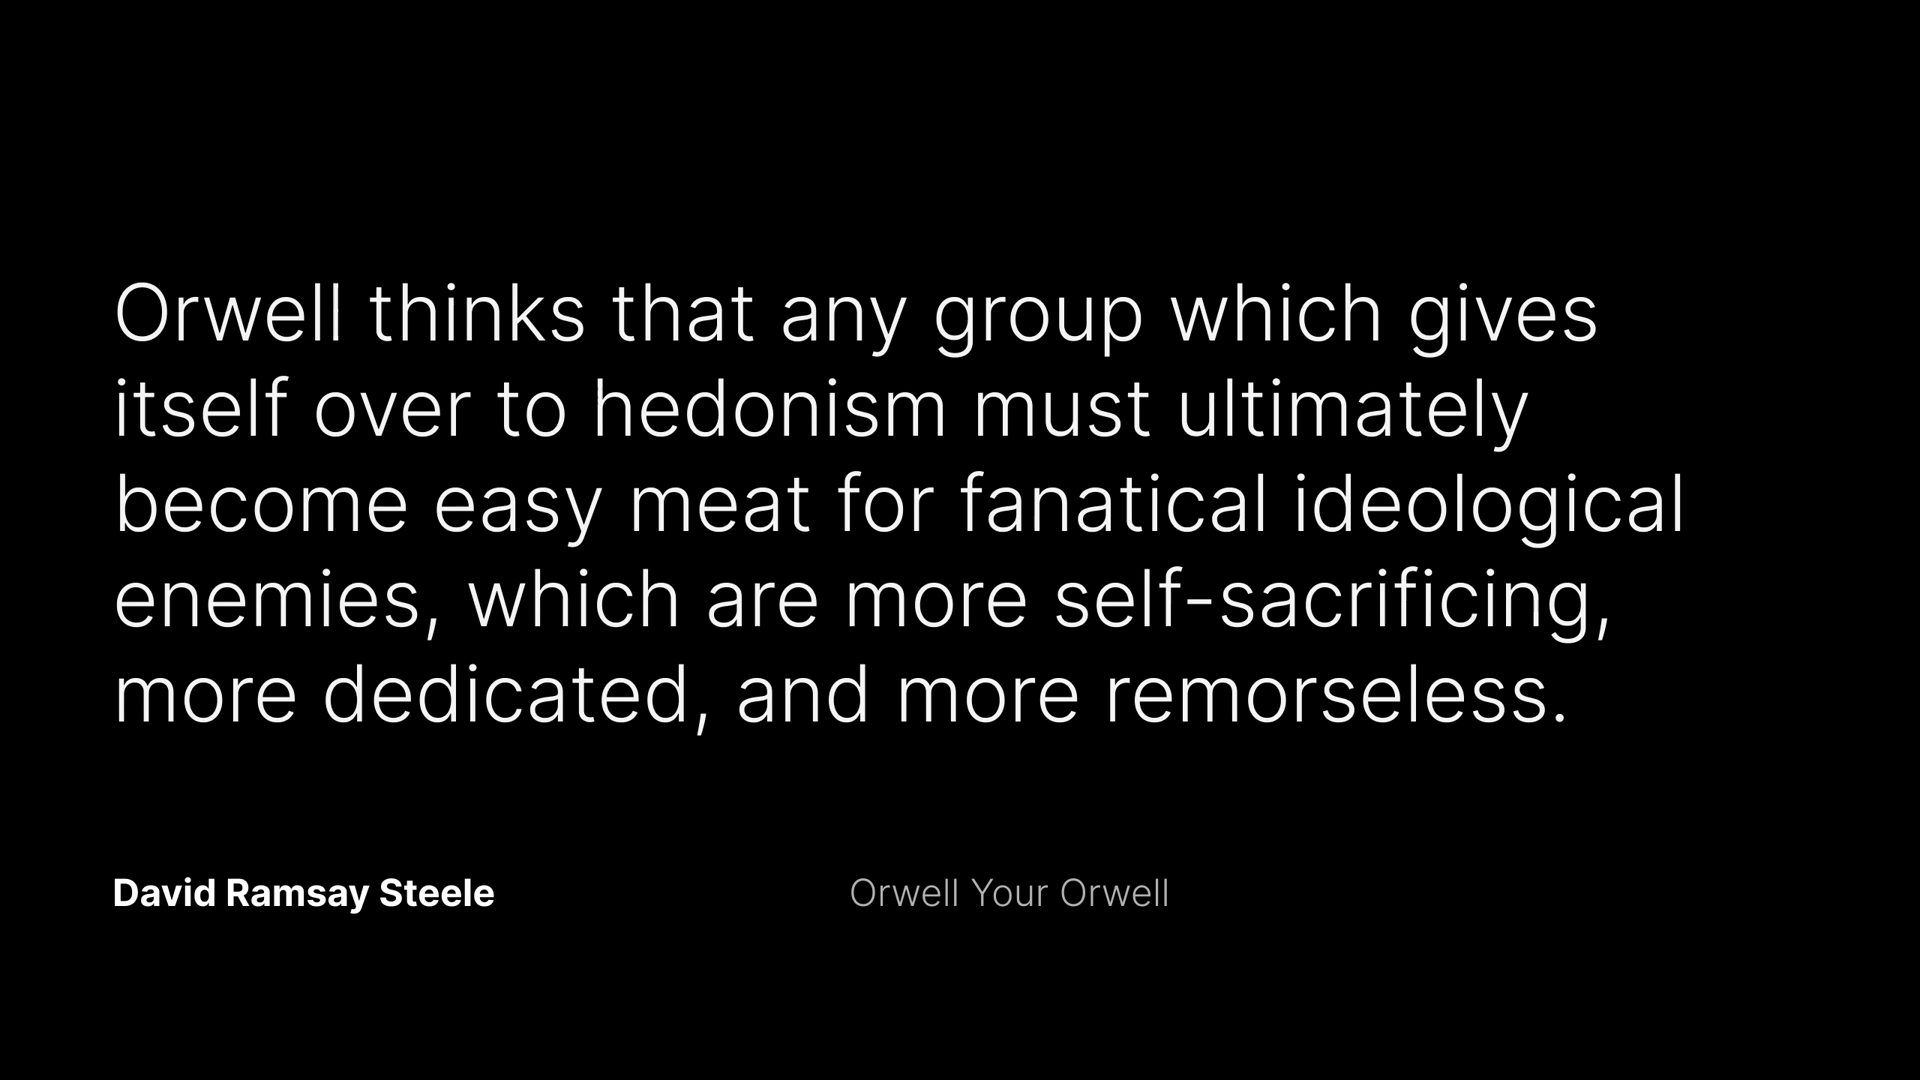 Orwell thinks that any group which gives
itself over to hedonism must ultimately
become easy meat for fanatical ideological
enemies, which are more self-sacrificing,
more dedicated, and more remorseless.
David Ramsay Steele
Orwell Your Orwell